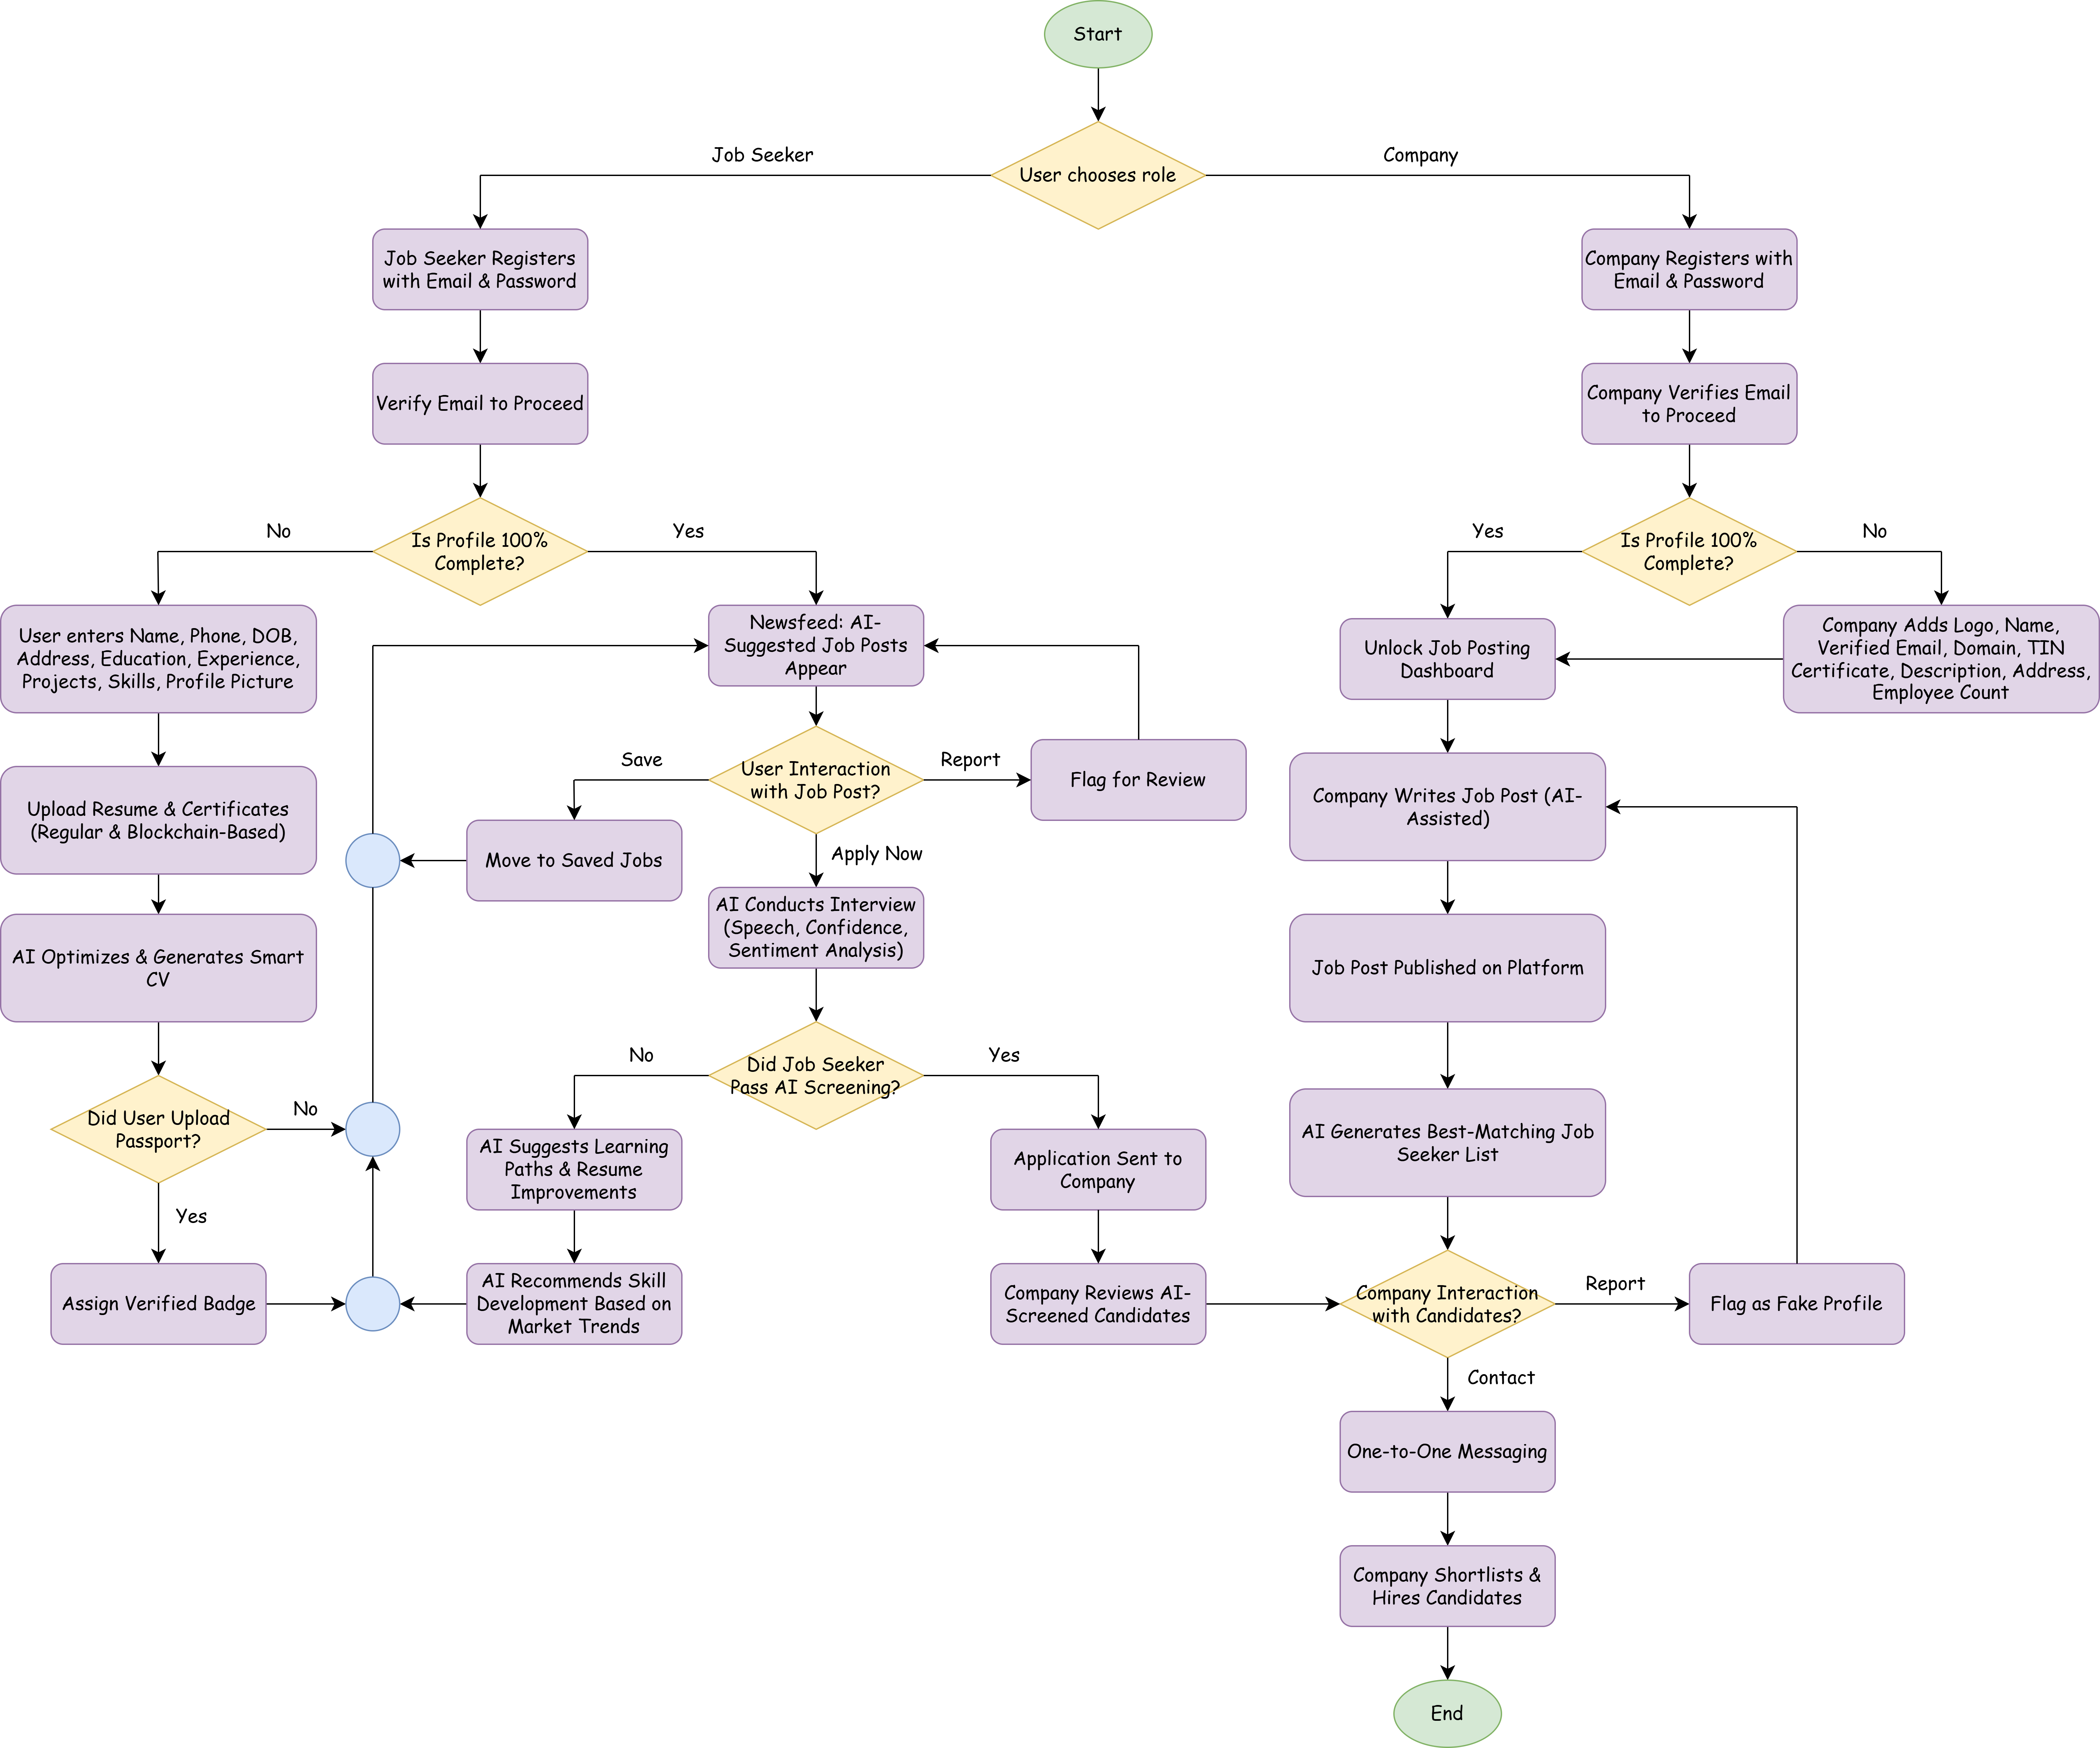 Start
User chooses role
Job Seeker
Company
Job Seeker Registers
with Email & Password
Company Registers with
Email & Password
Verify Email to Proceed
Company Verifies Email
to Proceed
Is Profile 100%
Complete?
No
Yes
Is Profile 100%
Complete?
Yes
No
User enters Name, Phone, DOB,
Address, Education, Experience,
Projects, Skills, Profile Picture
Newsfeed: AI-
Suggested Job Posts
Appear
Unlock Job Posting
Dashboard
Company Adds Logo, Name,
Verified Email, Domain, TIN
Certificate, Description, Address,
Employee Count
Upload Resume & Certificates
(Regular & Blockchain-Based)
Save
User Interaction
with Job Post?
Report
Flag for Review
Company Writes Job Post (AI-
Assisted)
Move to Saved Jobs
Apply Now
AI Optimizes & Generates Smart
CV
AI Conducts Interview
(Speech, Confidence,
Sentiment Analysis)
Job Post Published on Platform
Did User Upload
Passport?
No
No
Did Job Seeker
Pass AI Screening?
Yes
AI Suggests Learning
Paths & Resume
Improvements
Application Sent to
Company
AI Generates Best-Matching Job
Seeker List
Yes
Assign Verified Badge
AI Recommends Skill
Development Based on
Market Trends
Company Reviews AI-
Screened Candidates
Company Interaction
with Candidates?
Report
Flag as Fake Profile
Contact
One-to-One Messaging
Company Shortlists &
Hires Candidates
End